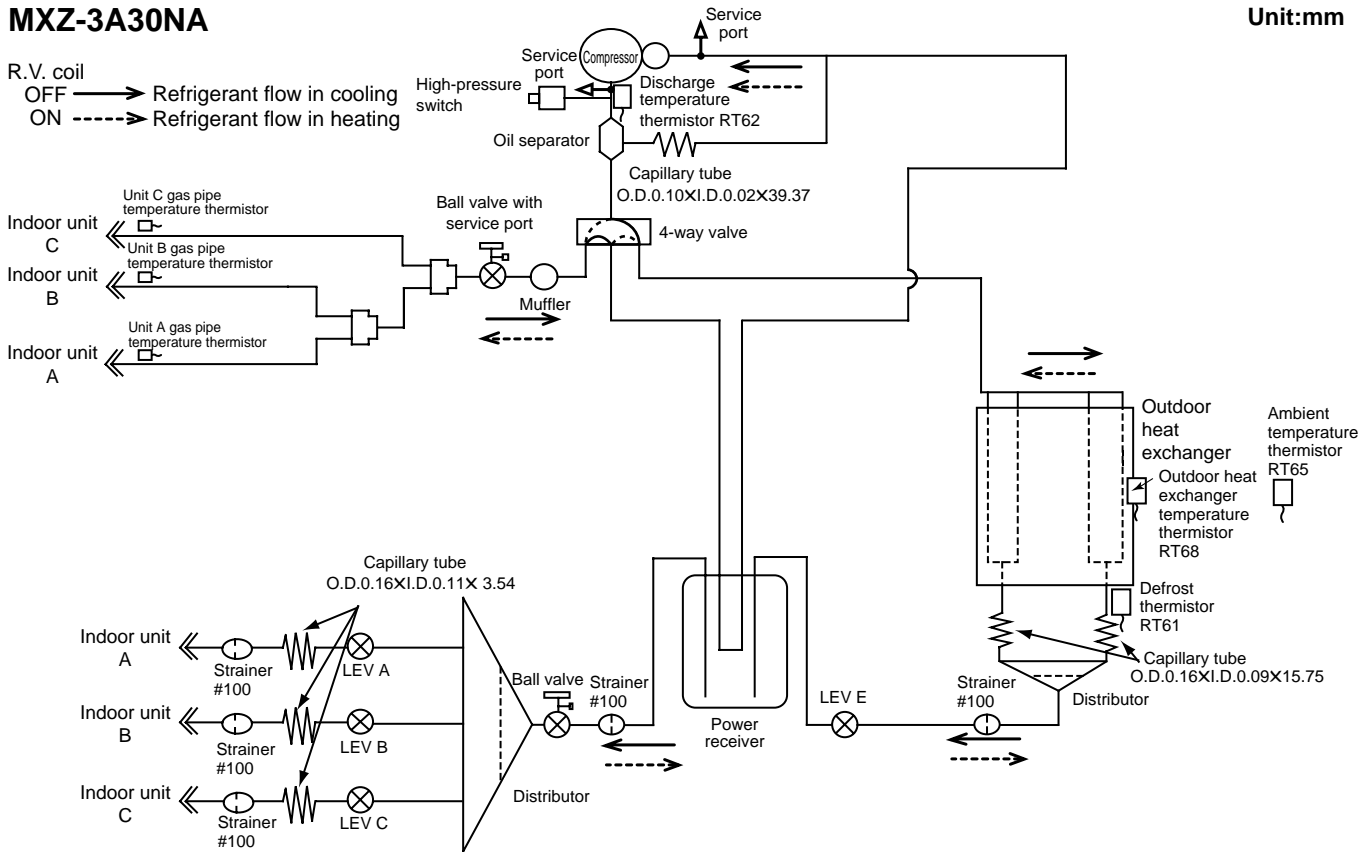 MXZ-3A30NA
Unit:mm
R.V. coil
OFF Refrigerant flow in cooling
ON Refrigerant flow in heating
Service
port
Compressor
Service
port
High-pressure
switch
Discharge
temperature
thermistor RT62
Oil separator
Capillary tube
O.D.0.10×I.D.0.02×39.37
4-way valve
Ball valve with
service port
Muffler
Unit C gas pipe
temperature thermistor
Indoor unit
C
Unit B gas pipe
temperature thermistor
Indoor unit
B
Unit A gas pipe
temperature thermistor
Indoor unit
A
Outdoor
heat
exchanger
Ambient
temperature
thermistor
RT65
Outdoor heat
exchanger
temperature
thermistor
RT68
Defrost
thermistor
RT61
Capillary tube
O.D.0.16×I.D.0.09×15.75
Distributor
Strainer
#100
LEV E
Power
receiver
Strainer
#100
Ball valve
Distributor
Capillary tube
O.D.0.16×I.D.0.11× 3.54
Indoor unit
A
Strainer
#100
LEV A
Indoor unit
B
Strainer
#100
LEV B
Indoor unit
C
Strainer
#100
LEV C